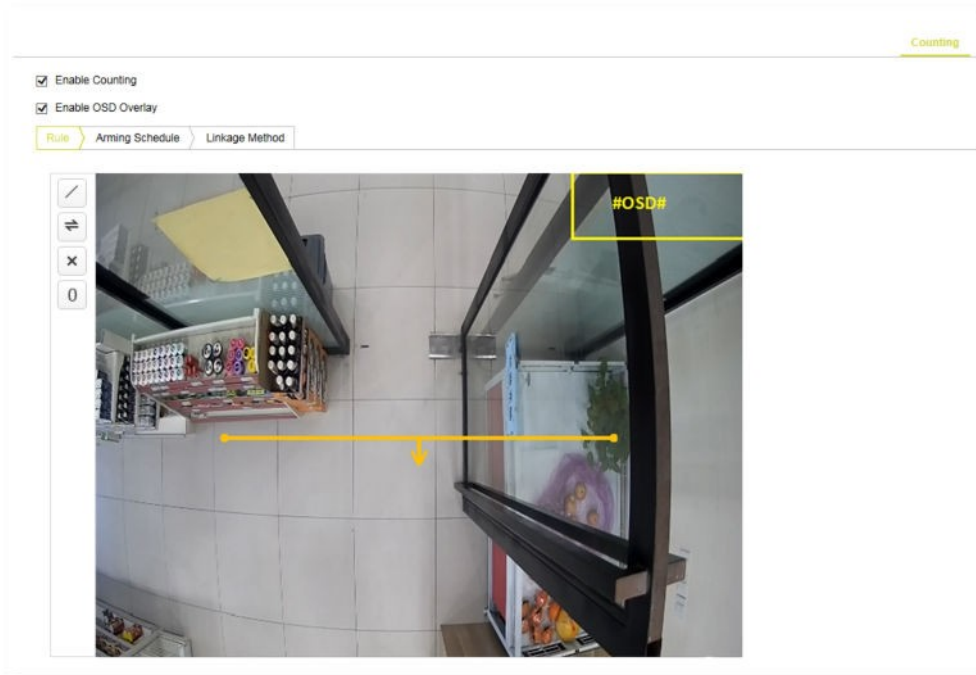 Counting
Enable Counting
Enable OSD Overlay
Rule Arming Schedule Linkage Method
#OSD#
0